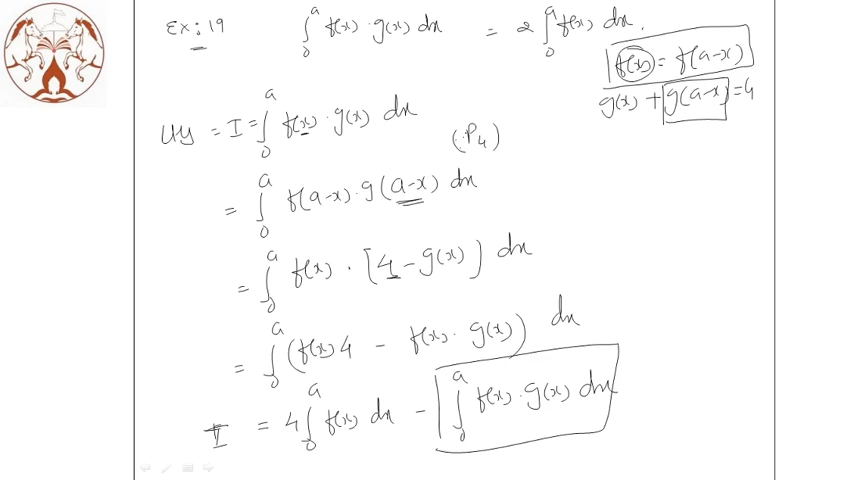 Ex: 19 ∫₀ᵃ f(x) · g(x) dx = 2 ∫₀ᵃ f(x) dx.
f(x) = f(a-x)
g(x) + g(a-x) = 4
= I = ∫₀ᵃ f(x) · g(x) dx
(∵ P₄)
= ∫₀ᵃ f(a-x) · g(a-x) dx
= ∫₀ᵃ f(x) · [4 - g(x)] dx
= ∫₀ᵃ (f(x) 4 - f(x) · g(x)) dx
I = 4 ∫₀ᵃ f(x) dx - ∫₀ᵃ f(x) · g(x) dx